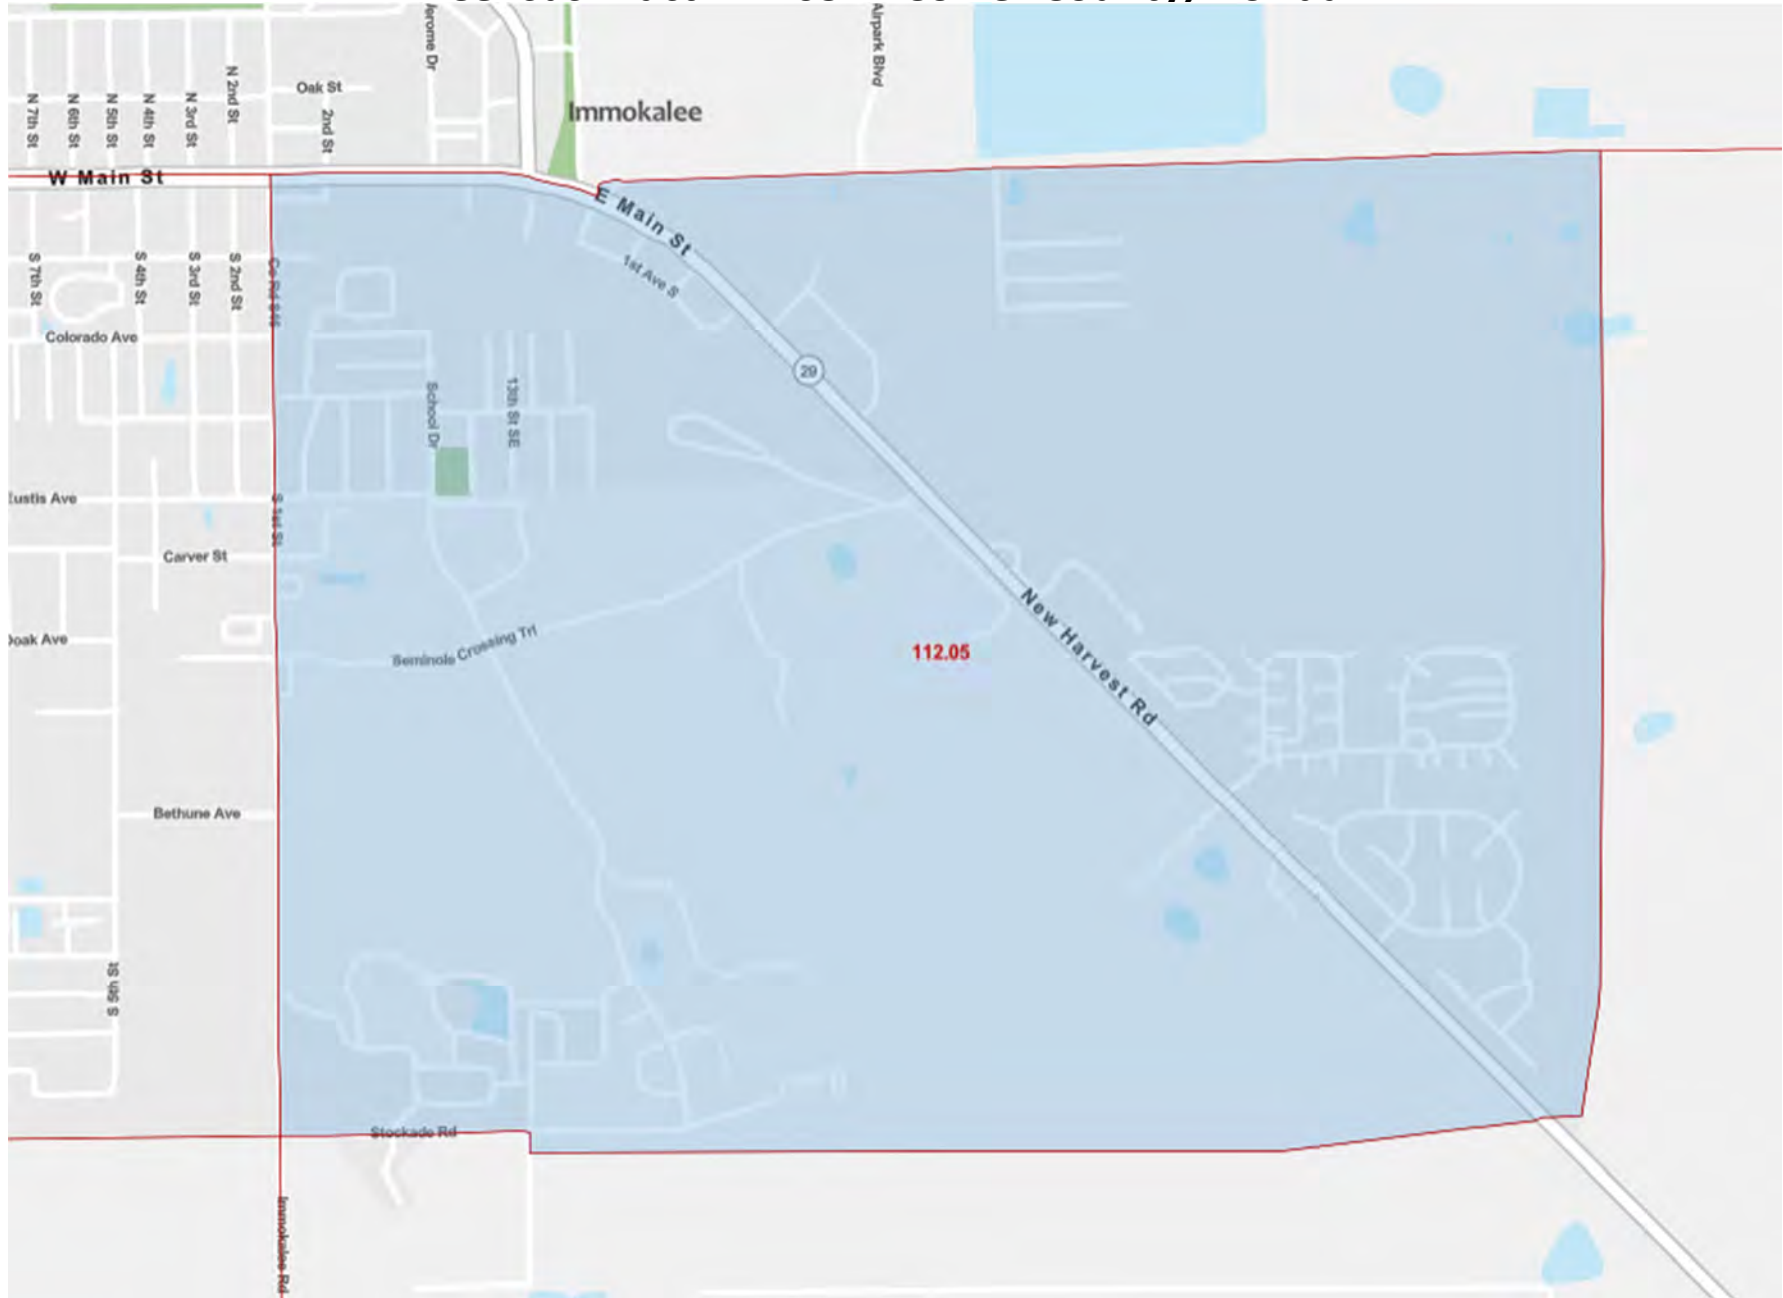 Jerome Dr
Airpark Blvd
N 7th St
N 6th St
N 5th St
N 4th St
N 3rd St
N 2nd St
Oak St
2nd St
Immokalee
W Main St
E Main St
1st Ave S
S 7th St
S 4th St
S 3rd St
S 2nd St
Co Rd 846
Colorado Ave
29
School Dr
13th St SE
Eustis Ave
S 1st St
Carver St
Doak Ave
Seminole Crossing Trl
112.05
New Harvest Rd
Bethune Ave
S 5th St
Stockade Rd
Immokalee Rd